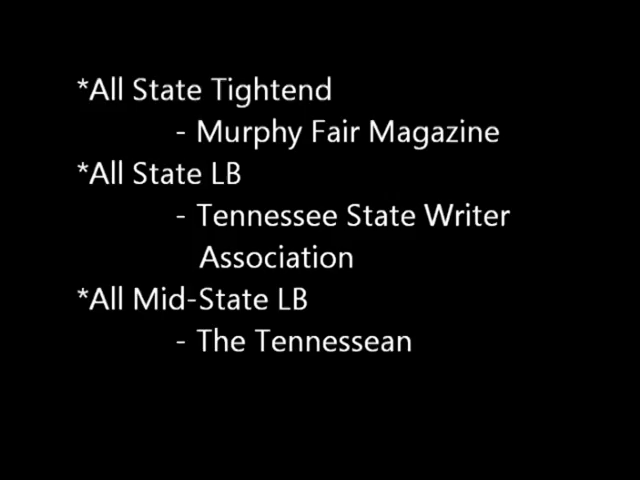 *All State Tightend
- Murphy Fair Magazine
*All State LB
- Tennessee State Writer
Association
*All Mid-State LB
- The Tennessean